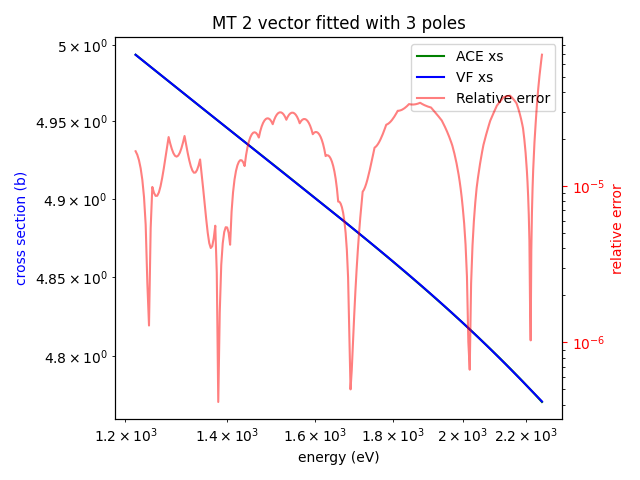 MT 2 vector fitted with 3 poles
ACE xs
VF xs
Relative error
cross section (b)
5 × 10⁰
4.95 × 10⁰
4.9 × 10⁰
4.85 × 10⁰
4.8 × 10⁰
10⁻⁵
10⁻⁶
relative error
1.2 × 10³ 1.4 × 10³ 1.6 × 10³ 1.8 × 10³ 2 × 10³ 2.2 × 10³
energy (eV)